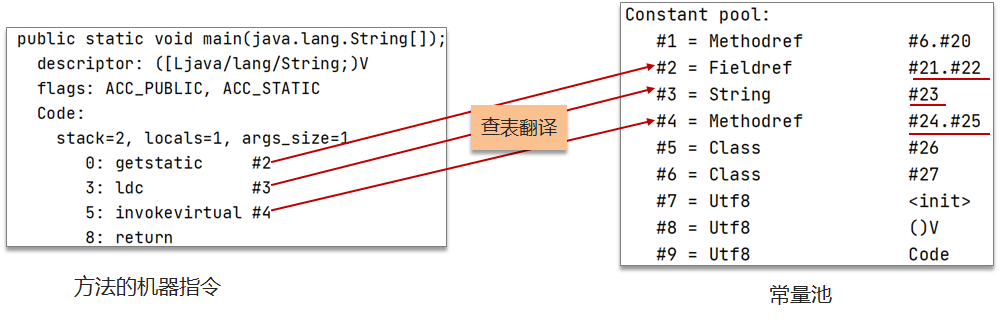 public static void main(java.lang.String[]);
descriptor: ([Ljava/lang/String;)V
flags: ACC_PUBLIC, ACC_STATIC
Code:
stack=2, locals=1, args_size=1
0: getstatic #2
3: ldc #3
5: invokevirtual #4
8: return
方法的机器指令
查表翻译
Constant pool:
#1 = Methodref #6.#20
#2 = Fieldref #21.#22
#3 = String #23
#4 = Methodref #24.#25
#5 = Class #26
#6 = Class #27
#7 = Utf8 <init>
#8 = Utf8 ()V
#9 = Utf8 Code
常量池